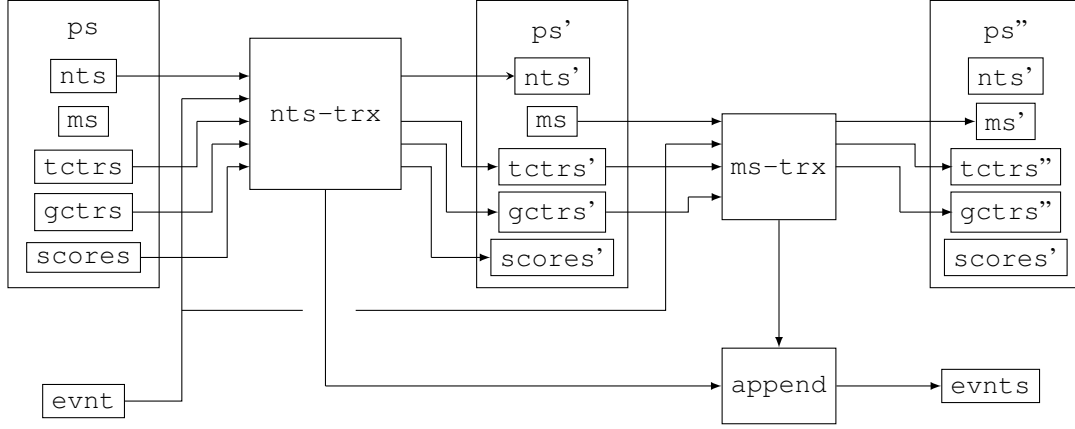 ps
nts
ms
tctrs
gctrs
scores
evnt
nts-trx
ps’
nts’
ms
tctrs’
gctrs’
scores’
ms-trx
append
ps”
nts’
ms’
tctrs”
gctrs”
scores’
evnts